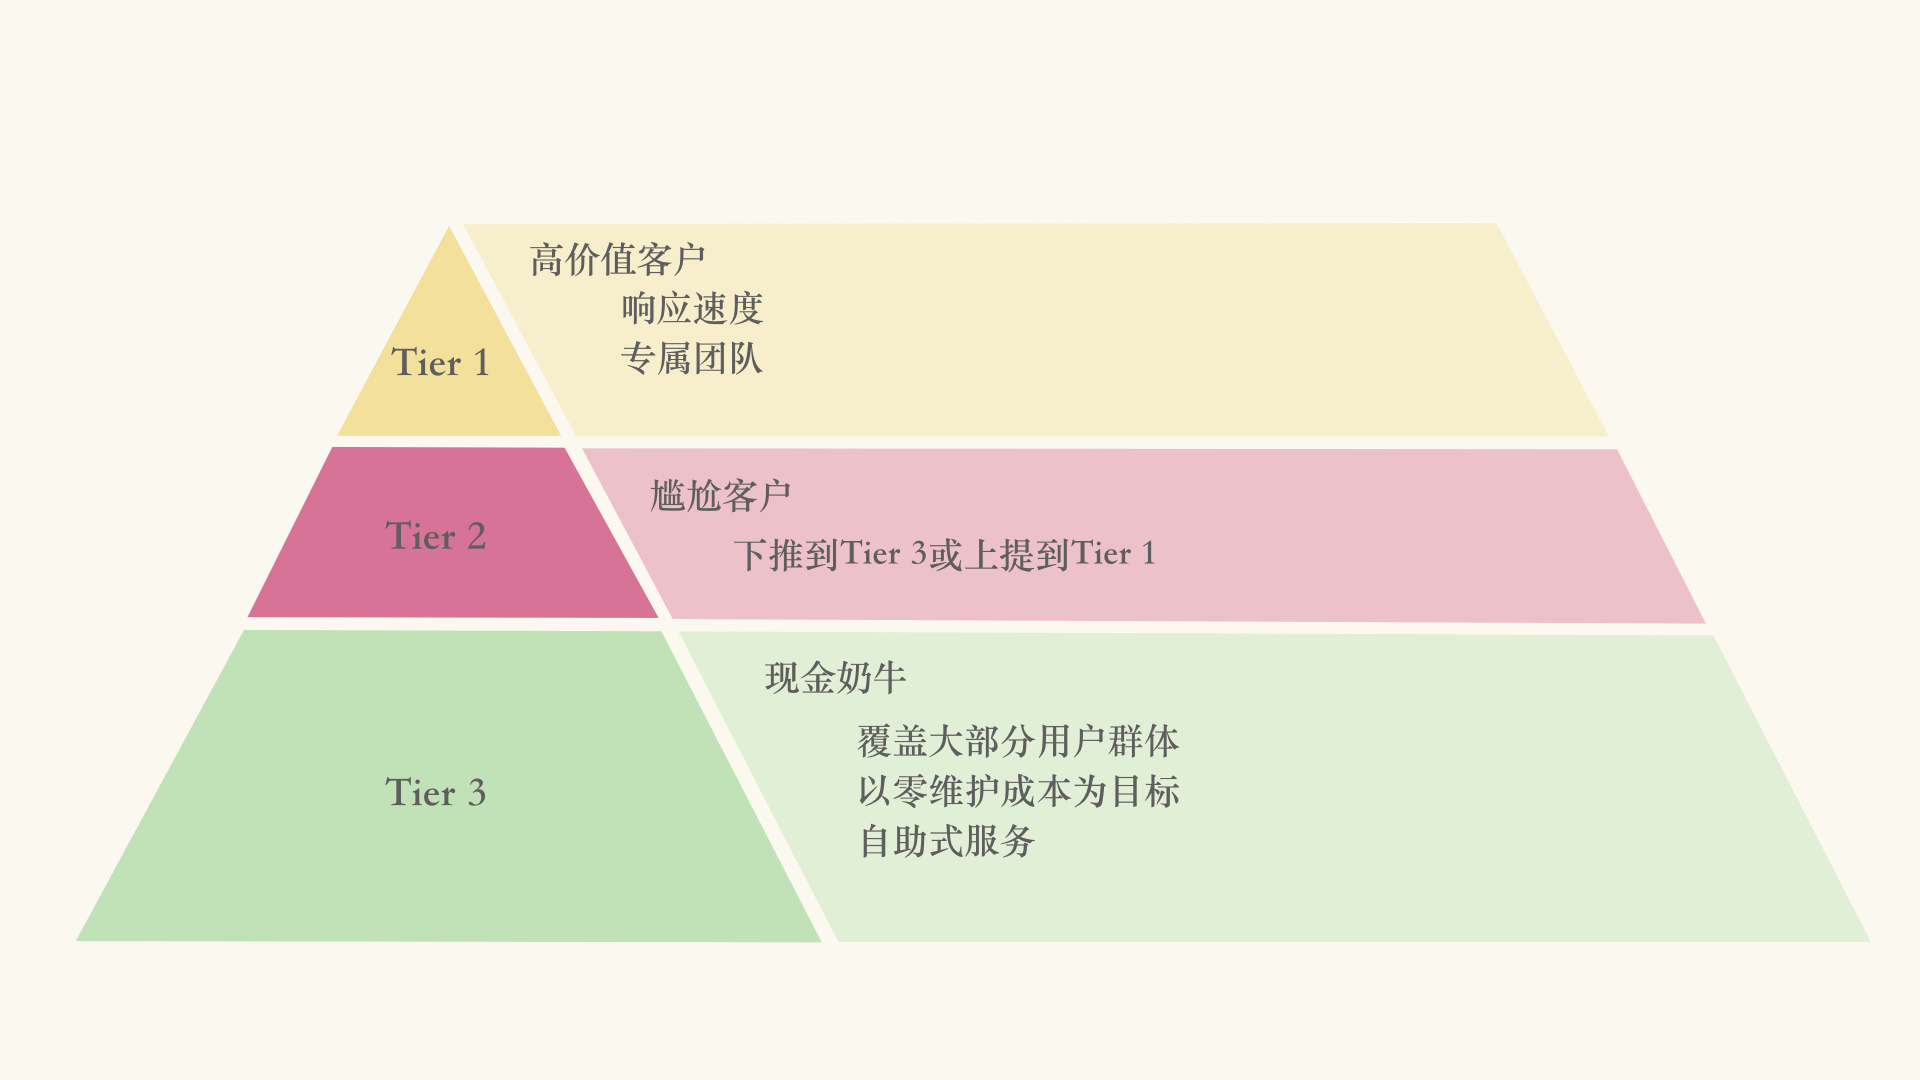 高价值客户
响应速度
专属团队
Tier 1
尴尬客户
Tier 2
下推到Tier 3或上提到Tier 1
现金奶牛
覆盖大部分用户群体
Tier 3
以零维护成本为目标
自助式服务